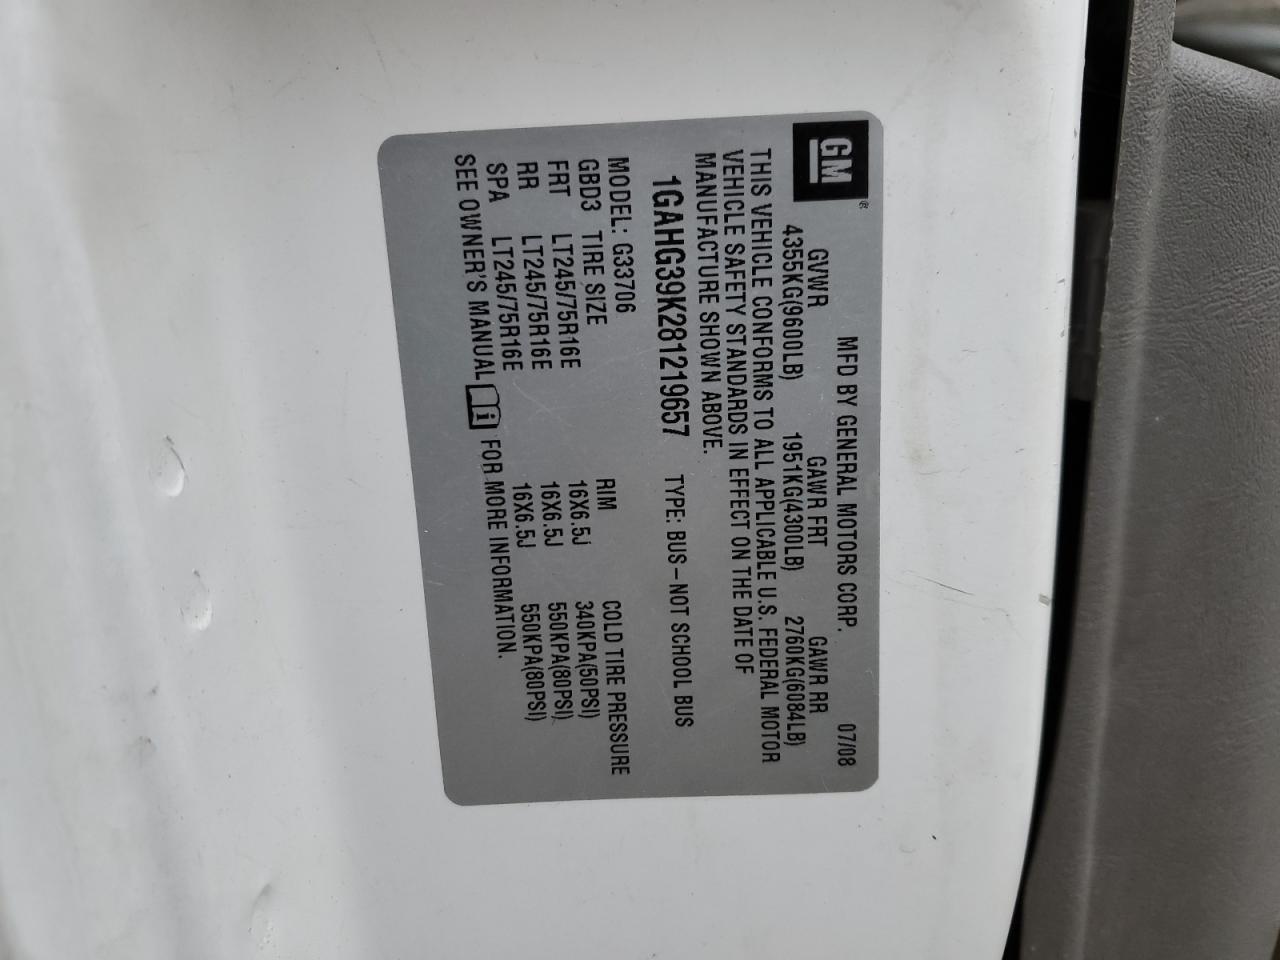 GM®
MFD BY GENERAL MOTORS CORP. 07/08
GVWR GAWR FRT GAWR RR
4355KG(9600LB) 1951KG(4300LB) 2760KG(6084LB)
THIS VEHICLE CONFORMS TO ALL APPLICABLE U.S. FEDERAL MOTOR
VEHICLE SAFETY STANDARDS IN EFFECT ON THE DATE OF
MANUFACTURE SHOWN ABOVE.
1GAHG39K281219657 TYPE: BUS-NOT SCHOOL BUS
MODEL: G33706
GBD3 TIRE SIZE RIM COLD TIRE PRESSURE
FRT LT245/75R16E 16X6.5J 340KPA(50PSI)
RR LT245/75R16E 16X6.5J 550KPA(80PSI)
SPA LT245/75R16E 16X6.5J 550KPA(80PSI)
SEE OWNER'S MANUAL i FOR MORE INFORMATION.